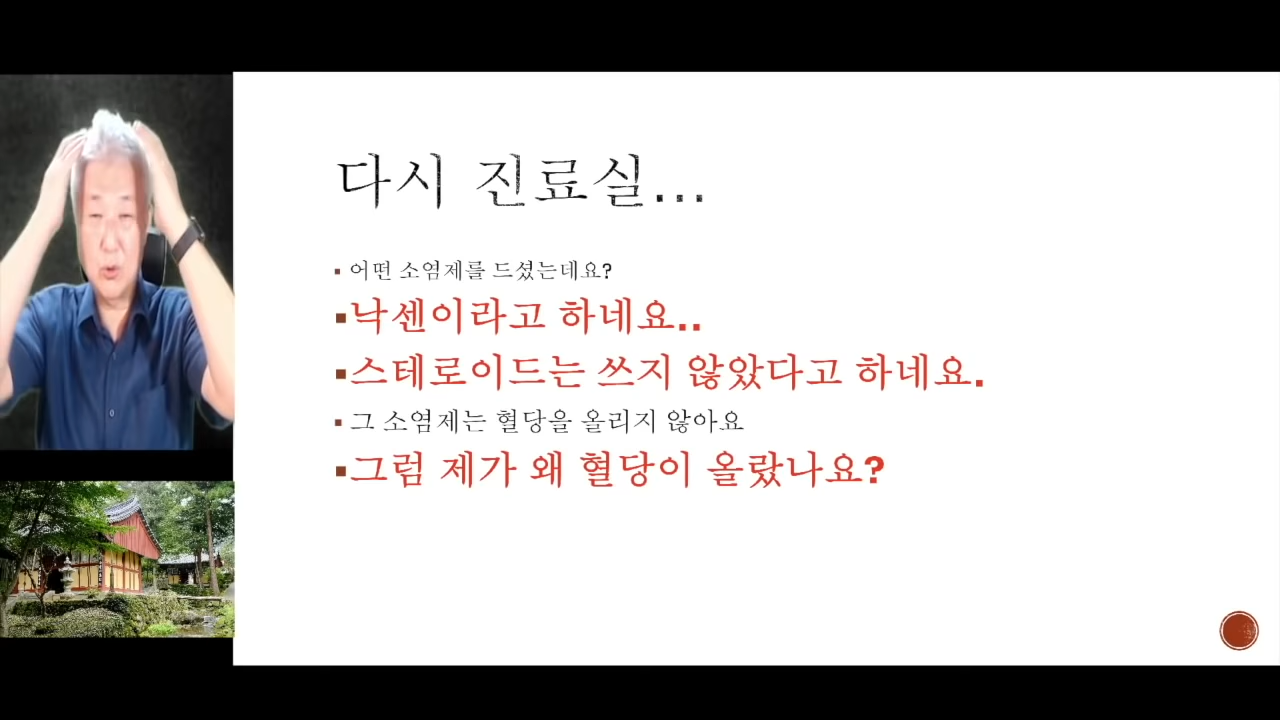 다시 진료실...
▪ 어떤 소염제를 드셨는데요?
▪낙센이라고 하네요..
▪스테로이드는 쓰지 않았다고 하네요.
▪ 그 소염제는 혈당을 올리지 않아요
▪그럼 제가 왜 혈당이 올랐나요?